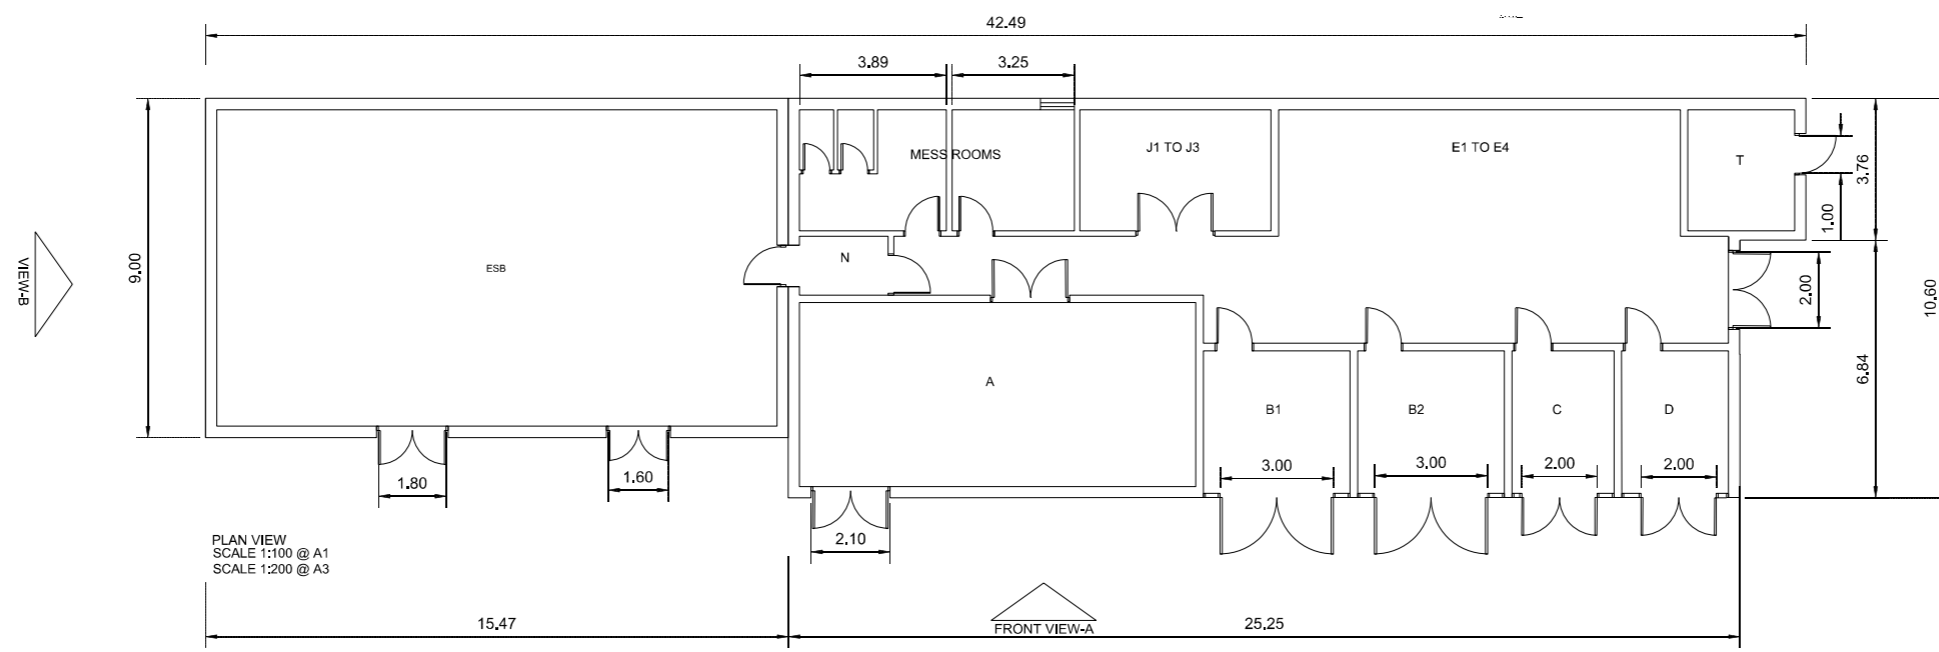 42.49
3.89
3.25
MESS ROOMS
J1 TO J3
E1 TO E4
T
3.76
1.00
VIEW-B
9.00
ESB
N
2.00
10.60
6.84
A
B1
B2
C
D
3.00
3.00
2.00
2.00
1.80
1.60
2.10
PLAN VIEW
SCALE 1:100 @ A1
SCALE 1:200 @ A3
15.47
FRONT VIEW-A
25.25